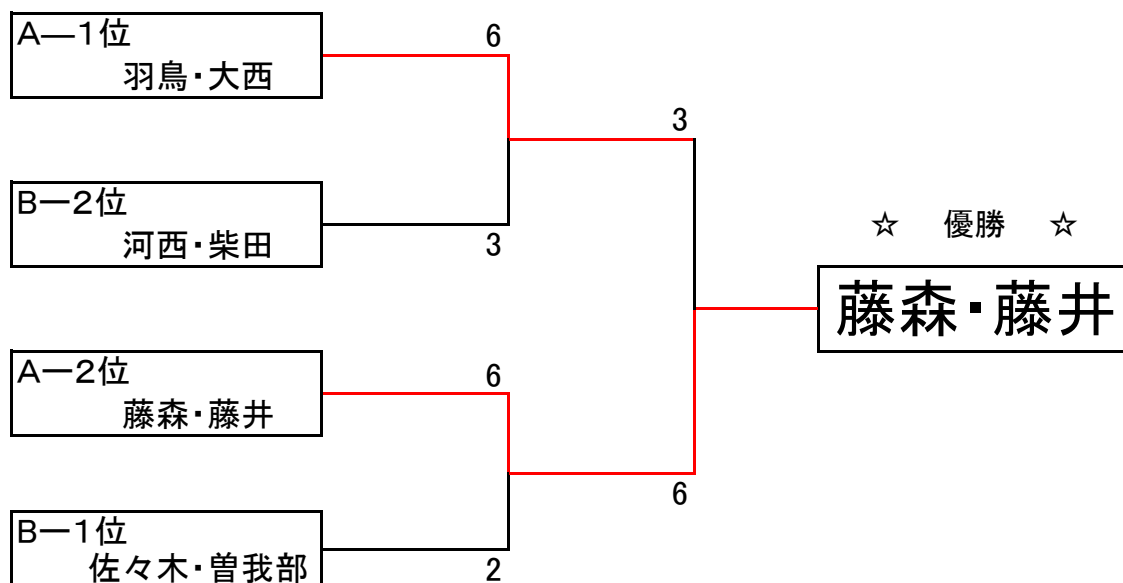 A―1位
6
羽鳥・大西
3
B―2位
河西・柴田
3
☆ 優勝 ☆
藤森・藤井
A―2位
6
藤森・藤井
6
B―1位
佐々木・曽我部
2